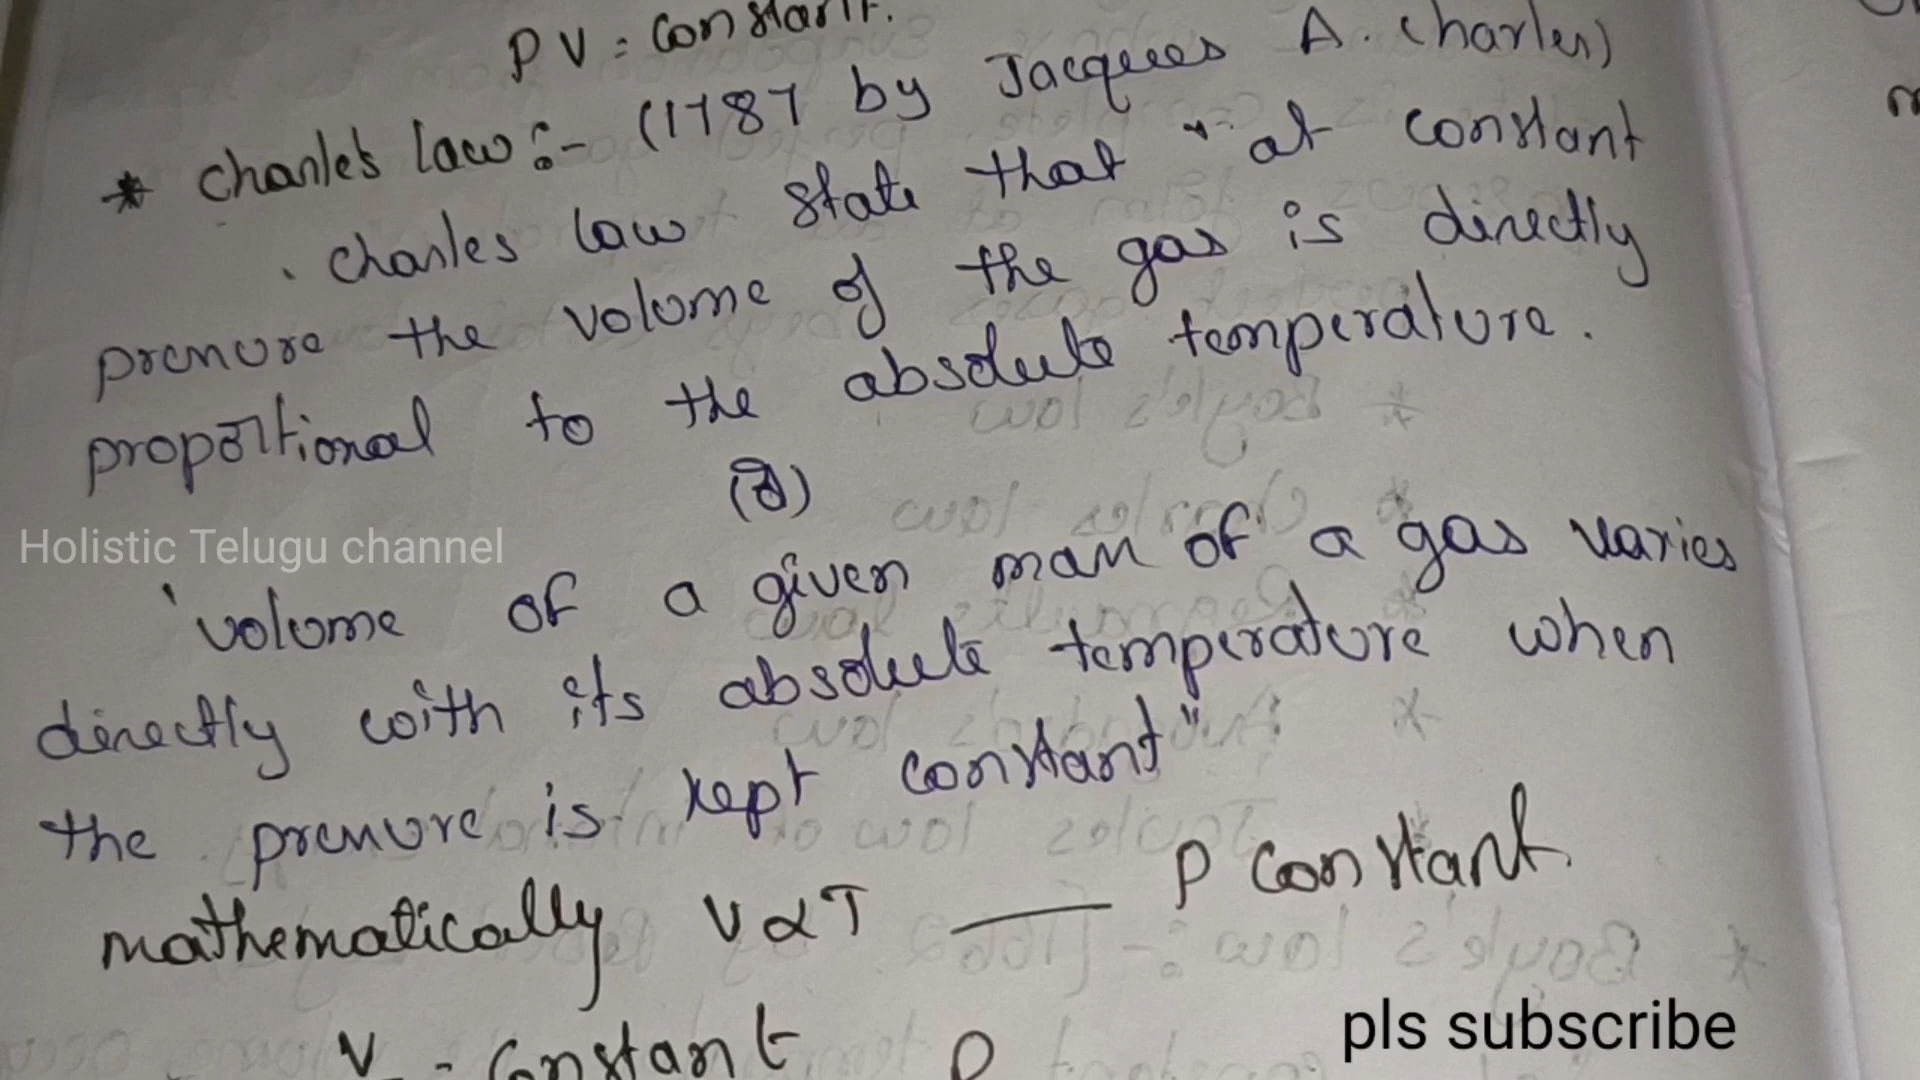 PV = constant.
* Charle's law :- (1787 by Jacques A. charles)
charles law state that "at constant
pressure the volume of the gas is directly
proportional to the absolute temperature.
(or)
'volume of a given mass of a gas varies
directly with its absolute temperature when
the pressure is kept constant"
mathematically V ∝ T — P constant.
V - constant P
Holistic Telugu channel
pls subscribe